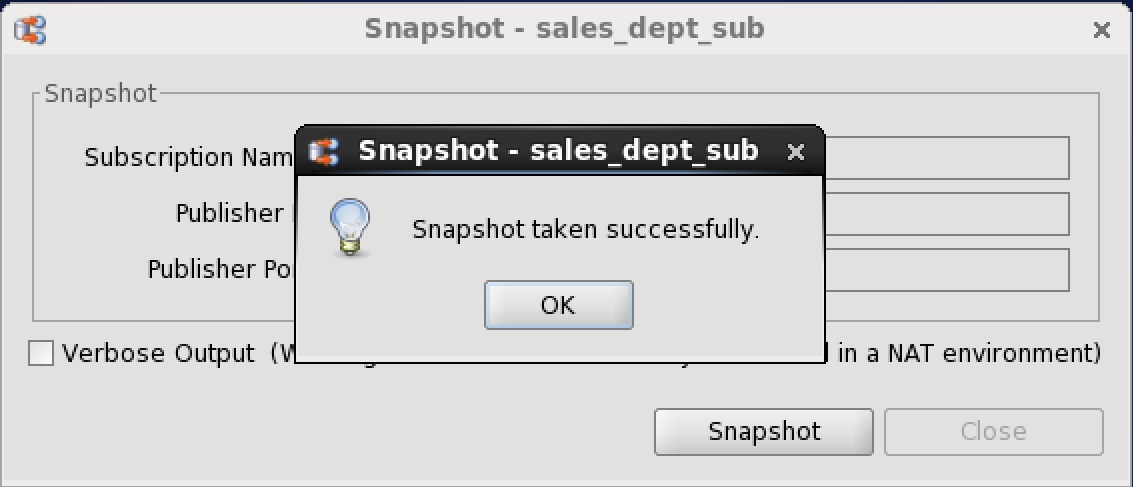 Snapshot - sales_dept_sub
Snapshot
Subscription Nam
Snapshot - sales_dept_sub
Publisher
Snapshot taken successfully.
Publisher Po
OK
Verbose Output (W in a NAT environment)
Snapshot Close